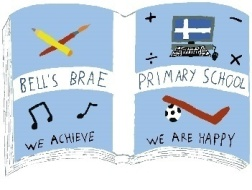 BELL'S BRAE
PRIMARY SCHOOL
WE ACHIEVE
WE ARE HAPPY